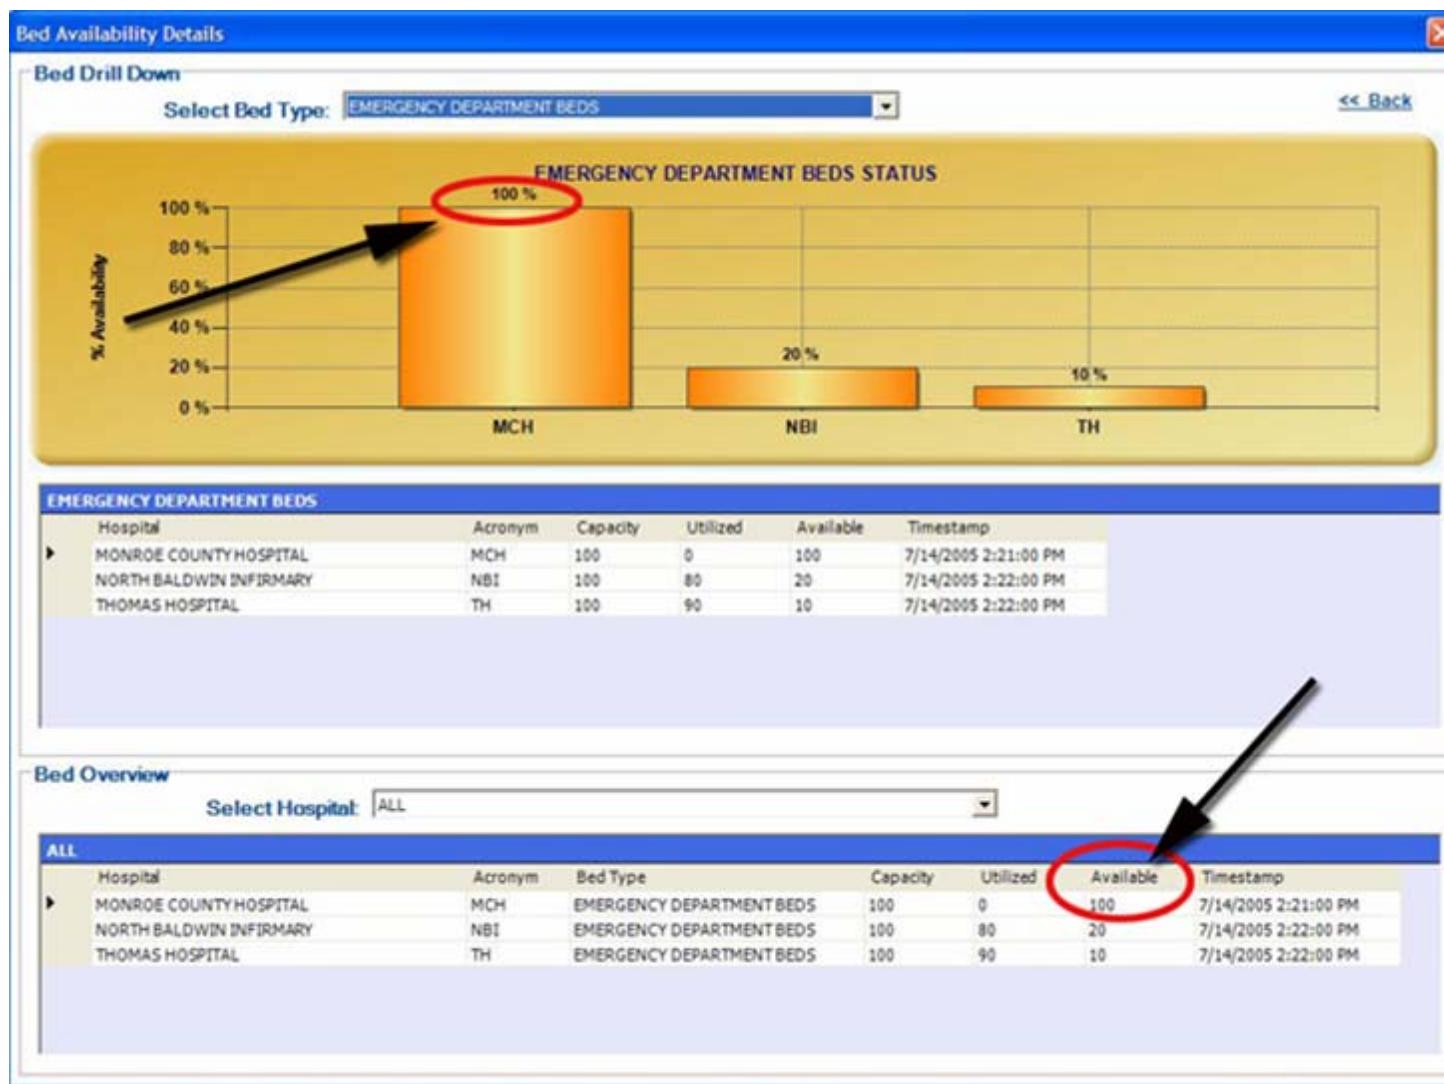 Bed Availability Details
Bed Drill Down
Select Bed Type: EMERGENCY DEPARTMENT BEDS << Back
EMERGENCY DEPARTMENT BEDS STATUS
% Availability
100 %
80 %
60 %
40 %
20 %
0 %
100 %
20 %
10 %
MCH NBI TH
EMERGENCY DEPARTMENT BEDS
Hospital Acronym Capacity Utilized Available Timestamp
MONROE COUNTY HOSPITAL MCH 100 0 100 7/14/2005 2:21:00 PM
NORTH BALDWIN INFIRMARY NBI 100 80 20 7/14/2005 2:22:00 PM
THOMAS HOSPITAL TH 100 90 10 7/14/2005 2:22:00 PM
Bed Overview
Select Hospital: ALL
ALL
Hospital Acronym Bed Type Capacity Utilized Available Timestamp
MONROE COUNTY HOSPITAL MCH EMERGENCY DEPARTMENT BEDS 100 0 100 7/14/2005 2:21:00 PM
NORTH BALDWIN INFIRMARY NBI EMERGENCY DEPARTMENT BEDS 100 80 20 7/14/2005 2:22:00 PM
THOMAS HOSPITAL TH EMERGENCY DEPARTMENT BEDS 100 90 10 7/14/2005 2:22:00 PM